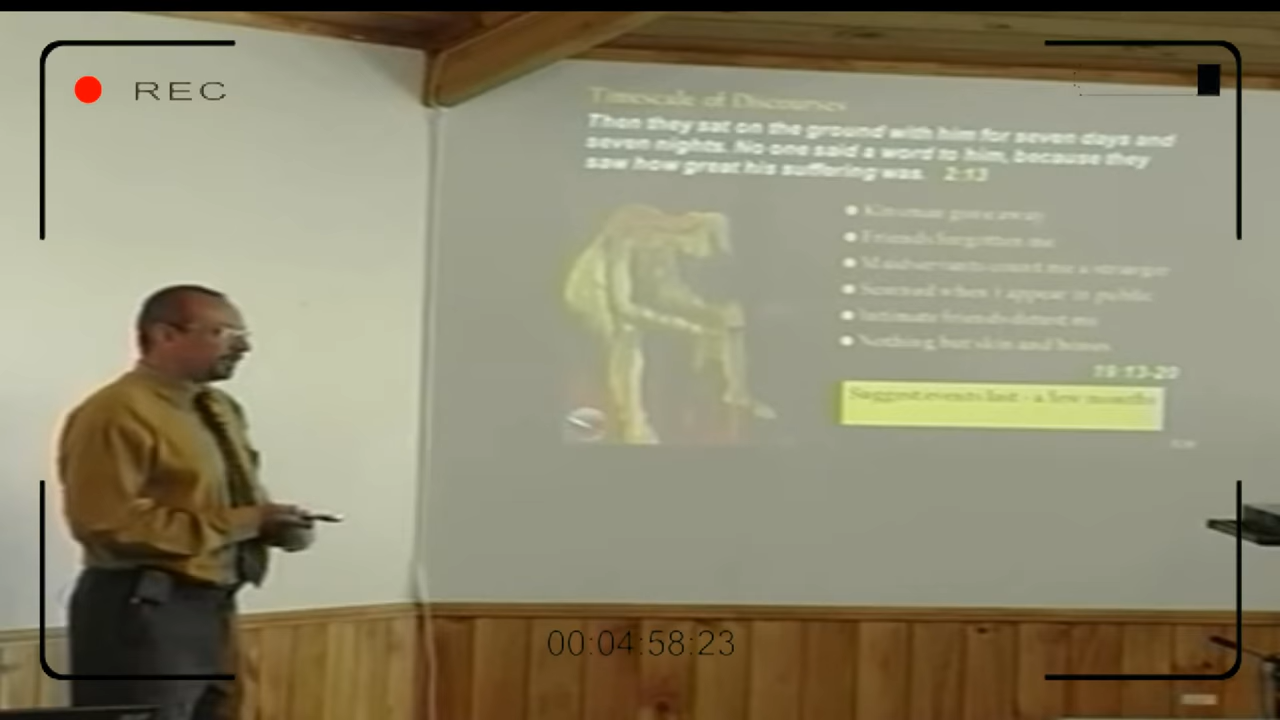 REC
Timescale of Discourses
Then they sat on the ground with him for seven days and
seven nights. No one said a word to him, because they
saw how great his suffering was. 2:13
Kinsman gone away
Friends forgotten me
Maidservants count me a stranger
Scorned when I appear in public
Intimate friends detest me
Nothing but skin and bones
19:13-20
Suggest events last - a few months
00:04:58:23